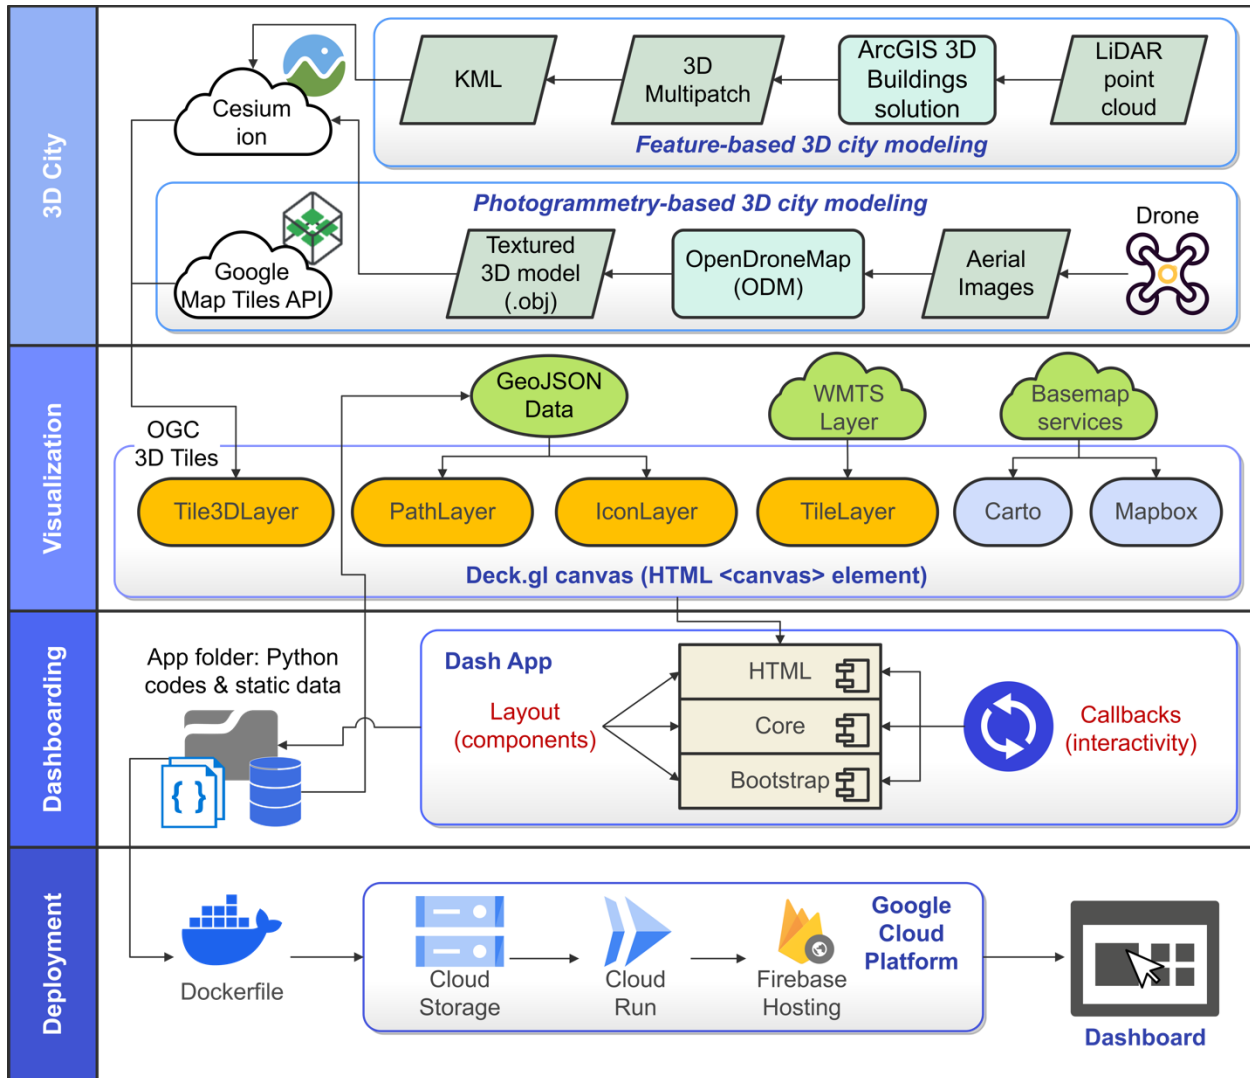 3D City
Cesium
ion
KML
3D
Multipatch
ArcGIS 3D
Buildings
solution
LiDAR
point
cloud
Feature-based 3D city modeling
Photogrammetry-based 3D city modeling
Google
Map Tiles API
Textured
3D model
(.obj)
OpenDroneMap
(ODM)
Aerial
Images
Drone
Visualization
GeoJSON
Data
WMTS
Layer
Basemap
services
OGC
3D Tiles
Tile3DLayer
PathLayer
IconLayer
TileLayer
Carto
Mapbox
Deck.gl canvas (HTML <canvas> element)
Dashboarding
App folder: Python
codes & static data
{ }
Dash App
Layout
(components)
HTML
Core
Bootstrap
Callbacks
(interactivity)
Deployment
Dockerfile
Cloud
Storage
Cloud
Run
Firebase
Hosting
Google
Cloud
Platform
Dashboard